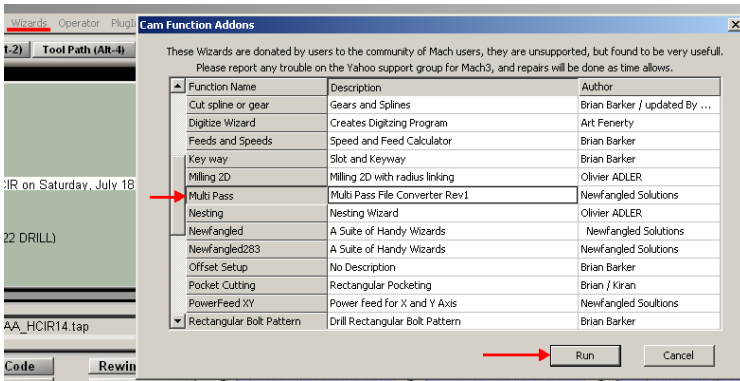 Wizards Operator PlugI
Cam Function Addons
t-2) Tool Path (Alt-4)
These Wizards are donated by users to the community of Mach users, they are unsupported, but found to be very usefull.
Please report any trouble on the Yahoo support group for Mach3, and repairs will be done as time allows.
Function Name Description Author
Cut spline or gear Gears and Splines Brian Barker / updated By ...
Digitize Wizard Creates Digitzing Program Art Fenerty
Feeds and Speeds Speed and Feed Calculator Brian Barker
Key way Slot and Keyway Brian Barker
Milling 2D Milling 2D with radius linking Olivier ADLER
Multi Pass Multi Pass File Converter Rev1 Newfangled Solutions
Nesting Nesting Wizard Olivier ADLER
Newfangled A Suite of Handy Wizards Newfangled Solutions
Newfangled283 A Suite of Handy Wizards Newfangled Solutions
Offset Setup No Description Brian Barker
Pocket Cutting Rectangular Pocketing Brian / Kiran
PowerFeed XY Power feed for X and Y Axis Newfangled Soultions
Rectangular Bolt Pattern Drill Rectangular Bolt Pattern Brian Barker
CIR on Saturday, July 18
22 DRILL)
AA_HCIR14.tap
Code Rewin
Run Cancel